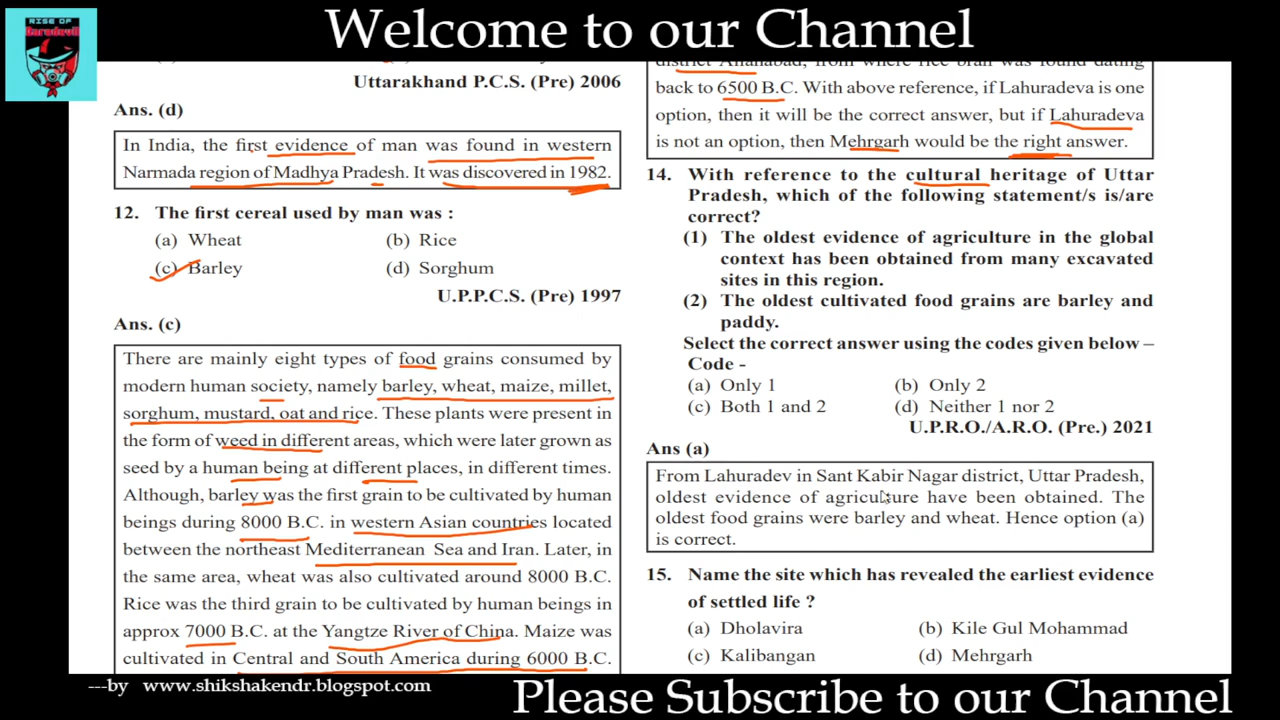 RISE OF
Daredevil
Welcome to our Channel
Uttarakhand P.C.S. (Pre) 2006
Ans. (d)
In India, the first evidence of man was found in western
Narmada region of Madhya Pradesh. It was discovered in 1982.
12. The first cereal used by man was :
(a) Wheat (b) Rice
(c) Barley (d) Sorghum
U.P.P.C.S. (Pre) 1997
Ans. (c)
There are mainly eight types of food grains consumed by
modern human society, namely barley, wheat, maize, millet,
sorghum, mustard, oat and rice. These plants were present in
the form of weed in different areas, which were later grown as
seed by a human being at different places, in different times.
Although, barley was the first grain to be cultivated by human
beings during 8000 B.C. in western Asian countries located
between the northeast Mediterranean Sea and Iran. Later, in
the same area, wheat was also cultivated around 8000 B.C.
Rice was the third grain to be cultivated by human beings in
approx 7000 B.C. at the Yangtze River of China. Maize was
cultivated in Central and South America during 6000 B.C.
district Allahabad, from where rice bran was found dating
back to 6500 B.C. With above reference, if Lahuradeva is one
option, then it will be the correct answer, but if Lahuradeva
is not an option, then Mehrgarh would be the right answer.
14. With reference to the cultural heritage of Uttar
Pradesh, which of the following statement/s is/are
correct?
(1) The oldest evidence of agriculture in the global
context has been obtained from many excavated
sites in this region.
(2) The oldest cultivated food grains are barley and
paddy.
Select the correct answer using the codes given below –
Code -
(a) Only 1 (b) Only 2
(c) Both 1 and 2 (d) Neither 1 nor 2
U.P.R.O./A.R.O. (Pre.) 2021
Ans (a)
From Lahuradev in Sant Kabir Nagar district, Uttar Pradesh,
oldest evidence of agriculture have been obtained. The
oldest food grains were barley and wheat. Hence option (a)
is correct.
15. Name the site which has revealed the earliest evidence
of settled life ?
(a) Dholavira (b) Kile Gul Mohammad
(c) Kalibangan (d) Mehrgarh
---by www.shikshakendr.blogspot.com
Please Subscribe to our Channel